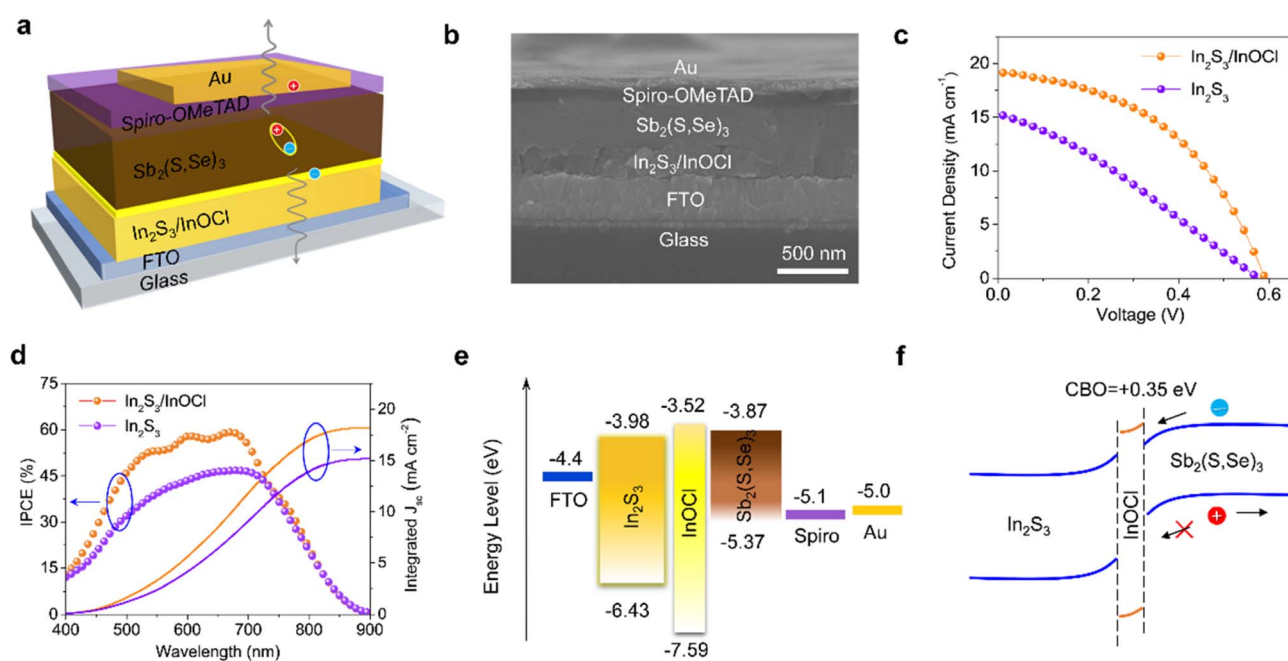 a
Au
Spiro-OMeTAD
Sb₂(S,Se)₃
In₂S₃/InOCl
FTO
Glass
b
Au
Spiro-OMeTAD
Sb₂(S,Se)₃
In₂S₃/InOCl
FTO
Glass
500 nm
c
Current Density (mA cm⁻¹)
25
20
15
10
5
0
In₂S₃/InOCl
In₂S₃
0.0
0.2
0.4
0.6
Voltage (V)
d
IPCE (%)
75
60
45
30
15
0
In₂S₃/InOCl
In₂S₃
20
15
10
5
0
Integrated Jsc (mA cm⁻²)
400
500
600
700
800
900
Wavelength (nm)
e
Energy Level (eV)
-4.4
FTO
-3.98
In₂S₃
-6.43
-3.52
InOCl
-7.59
-3.87
Sb₂(S,Se)₃
-5.37
-5.1
Spiro
-5.0
Au
f
CBO=+0.35 eV
In₂S₃
InOCl
Sb₂(S,Se)₃